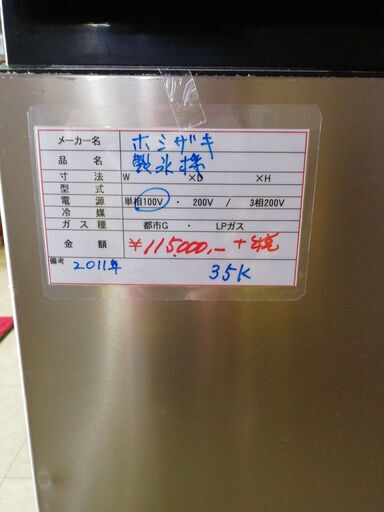 メーカー名 ホシザキ
品名 製氷機
寸法 W ×D ×H
型式
電源 単相100V ・ 200V / 3相200V
冷媒
ガス種 都市G ・ LPガス
金額 ¥115000,- +税
備考 2011年 35K